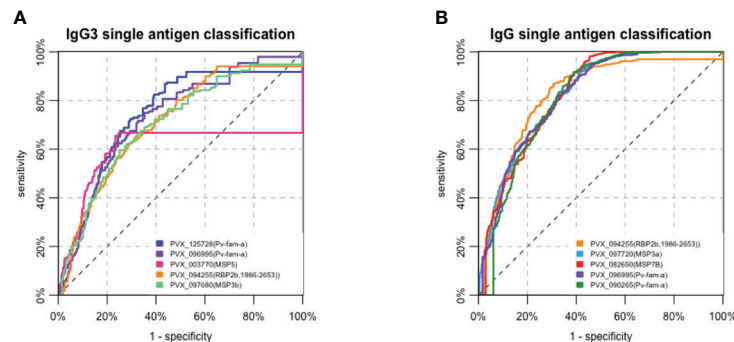 A
IgG3 single antigen classification
100%
80%
60%
40%
20%
0%
sensitivity
PVX_125728(Pv-fam-a)
PVX_096995(Pv-fam-a)
PVX_003770(MSP5)
PVX_094255(RBP2b,1986-2653))
PVX_097680(MSP3b)
0%
20%
40%
60%
80%
100%
1 - specificity
B
IgG single antigen classification
100%
80%
60%
40%
20%
0%
sensitivity
PVX_094255(RBP2b,1986-2653))
PVX_097720(MSP3a)
PVX_082650(MSP7B)
PVX_096995(Pv-fam-a)
PVX_090265(Pv-fam-a)
0%
20%
40%
60%
80%
100%
1 - specificity